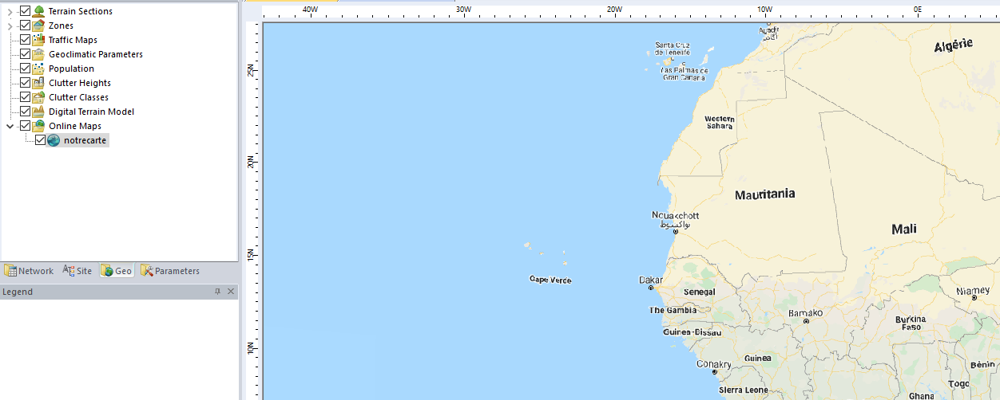 Terrain Sections
Zones
Traffic Maps
Geoclimatic Parameters
Population
Clutter Heights
Clutter Classes
Digital Terrain Model
Online Maps
notrecarte
Network
Site
Geo
Parameters
Legend
40W
30W
20W
10W
0E
25N
20N
15N
10N
Agadir
أڭادير
Algérie
Santa Cruz
de Tenerife
Las Palmas de
Gran Canaria
Western
Sahara
Mauritania
Nouakchott
نواكشوط
Mali
Cape Verde
Dakar
Senegal
Niamey
The Gambia
Bamako
Burkina
Faso
Guinea-Bissau
Guinea
Conakry
Bénin
Togo
Sierra Leone
Ghana